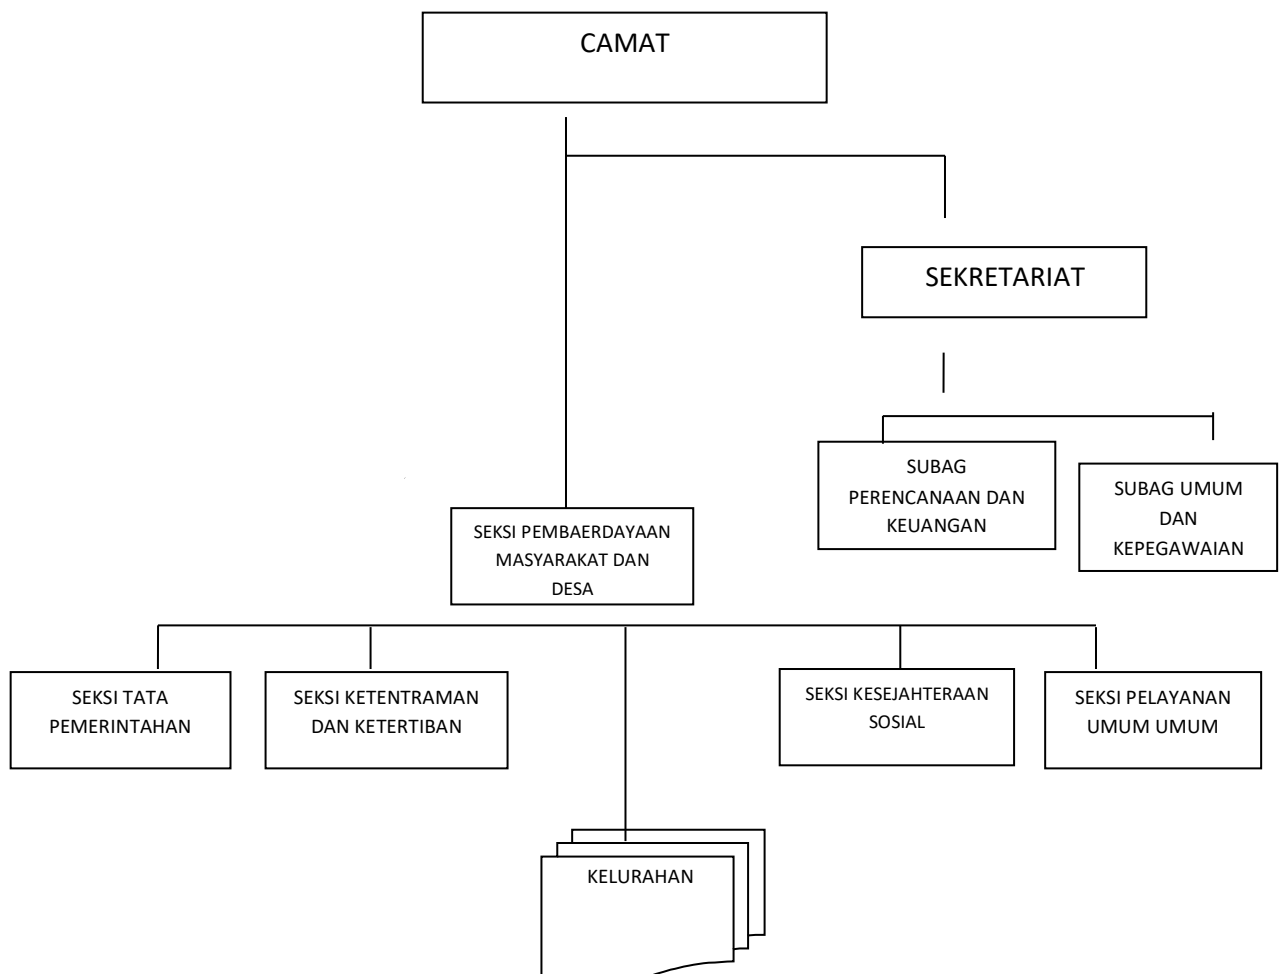 CAMAT
SEKRETARIAT
SUBAG
PERENCANAAN DAN
KEUANGAN
SUBAG UMUM
DAN
KEPEGAWAIAN
SEKSI PEMBAERDAYAAN
MASYARAKAT DAN
DESA
SEKSI TATA
PEMERINTAHAN
SEKSI KETENTRAMAN
DAN KETERTIBAN
SEKSI KESEJAHTERAAN
SOSIAL
SEKSI PELAYANAN
UMUM UMUM
KELURAHAN